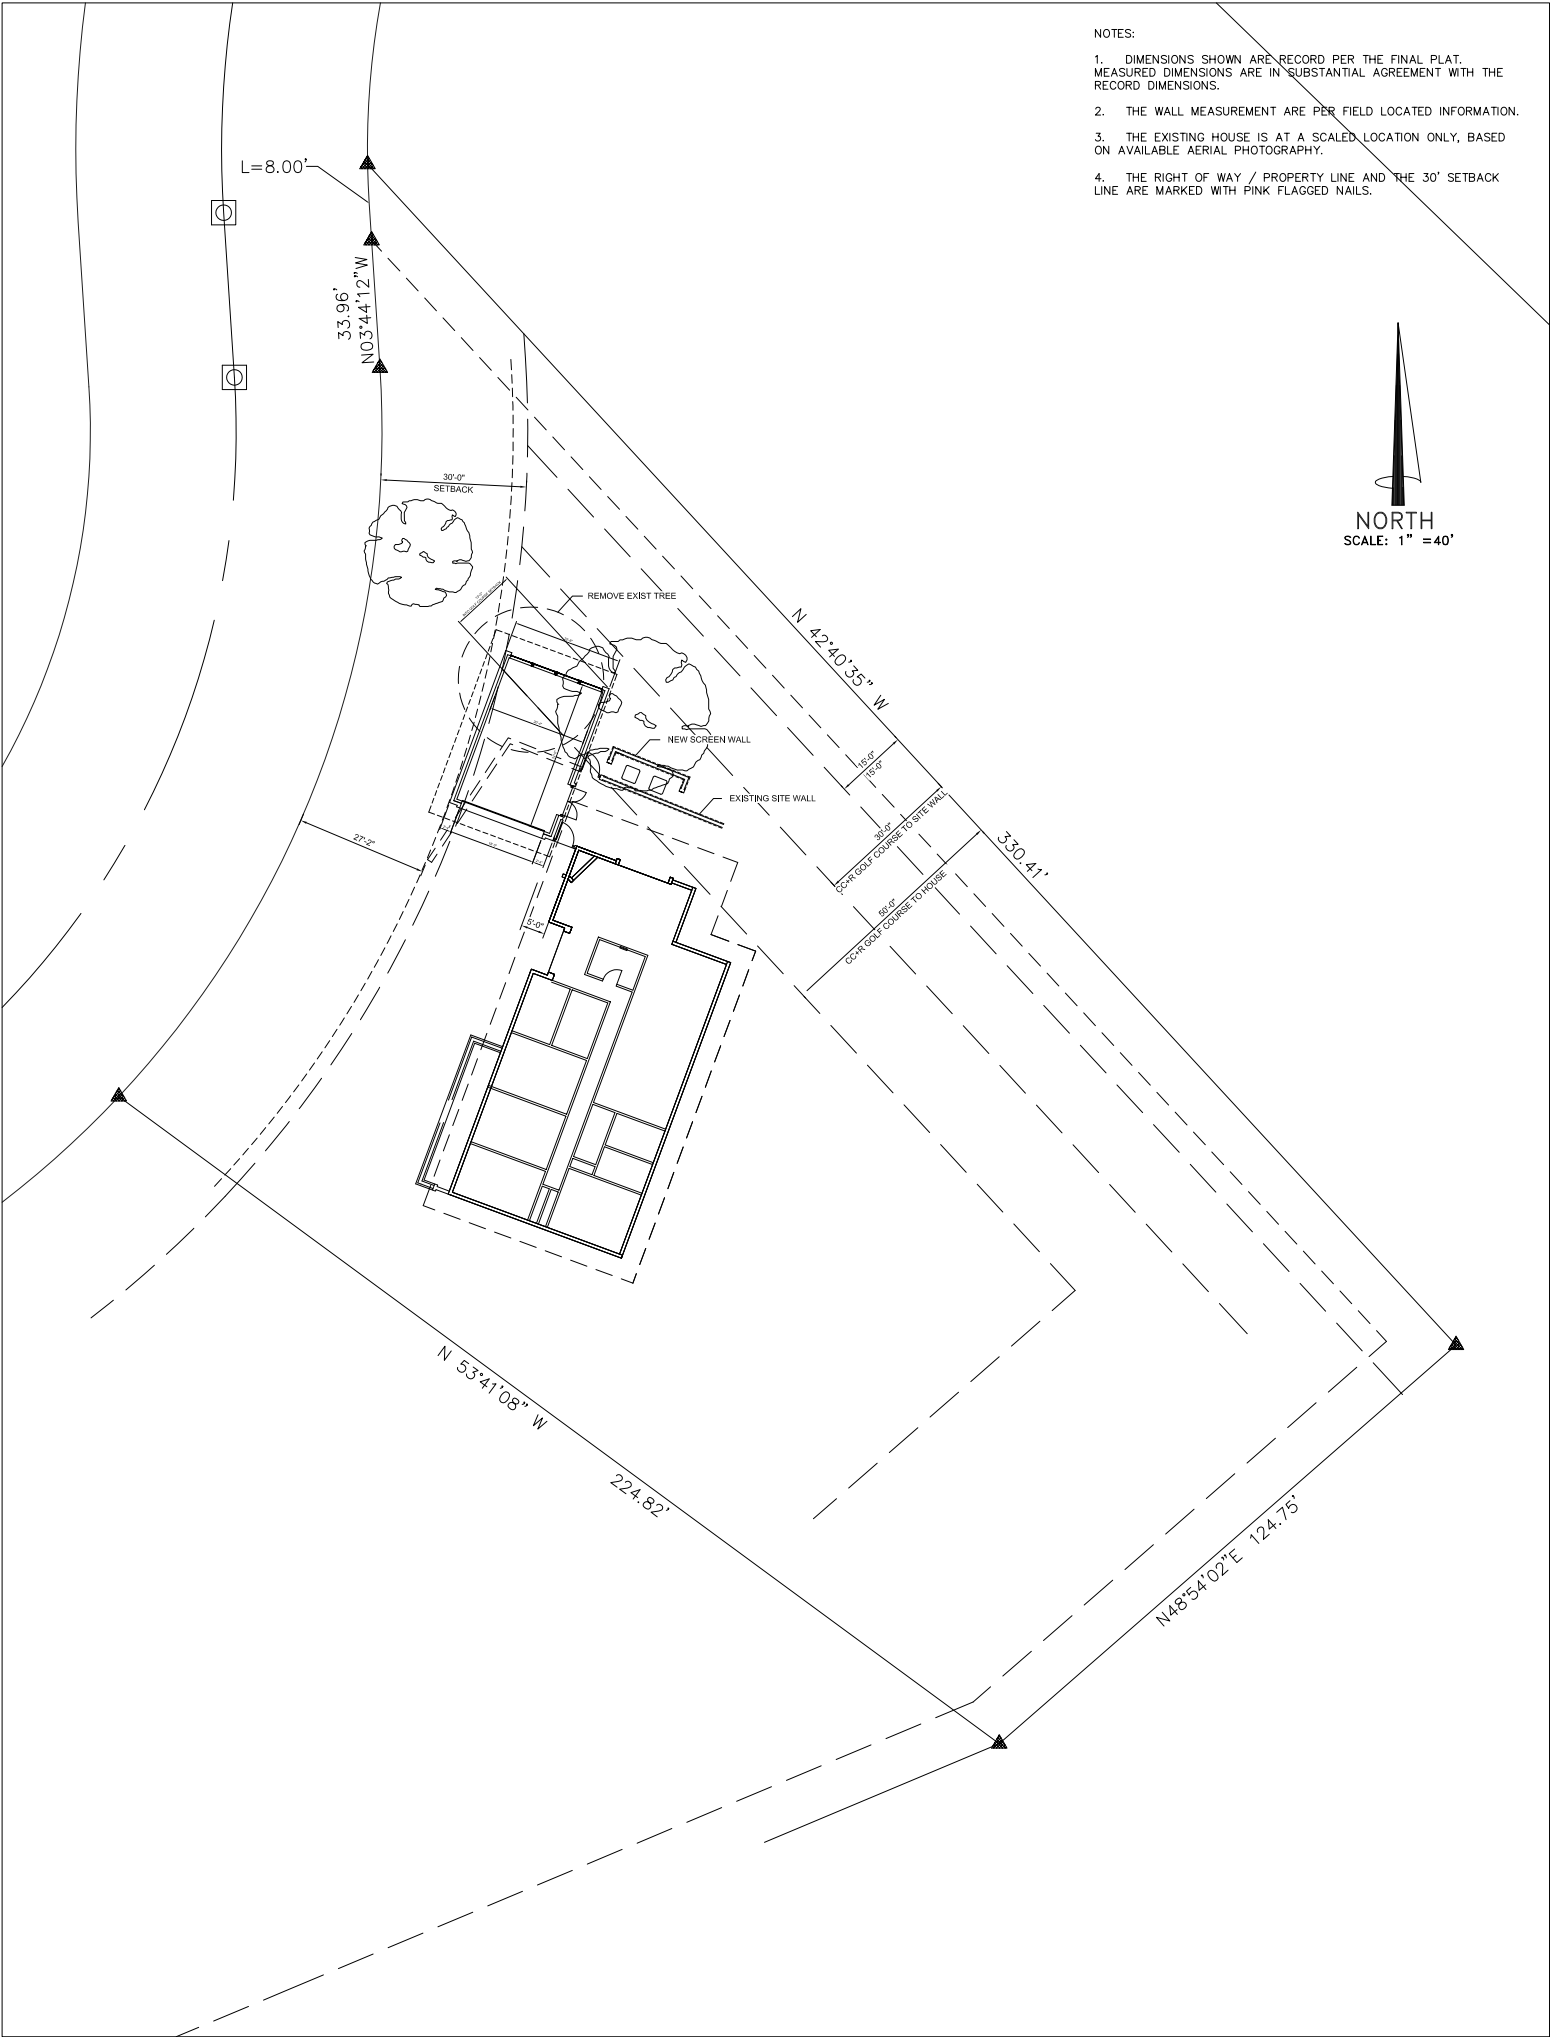 NOTES:
1. DIMENSIONS SHOWN ARE RECORD PER THE FINAL PLAT.
MEASURED DIMENSIONS ARE IN SUBSTANTIAL AGREEMENT WITH THE
RECORD DIMENSIONS.
2. THE WALL MEASUREMENT ARE PER FIELD LOCATED INFORMATION.
3. THE EXISTING HOUSE IS AT A SCALED LOCATION ONLY, BASED
ON AVAILABLE AERIAL PHOTOGRAPHY.
4. THE RIGHT OF WAY / PROPERTY LINE AND THE 30' SETBACK
LINE ARE MARKED WITH PINK FLAGGED NAILS.
L=8.00'
33.96'
N03°44'12"W
NORTH
SCALE: 1" =40'
30'-0"
SETBACK
REMOVE EXIST TREE
N 42°40'35" W
NEW SCREEN WALL
15'-0"
15'-0"
EXISTING SITE WALL
30'-0"
CC+R GOLF COURSE TO SITE WALL
27'-2"
330.41'
50'-0"
CC+R GOLF COURSE TO HOUSE
5'-0"
N 53°41'08" W
224.82'
N48°54'02"E 124.75'